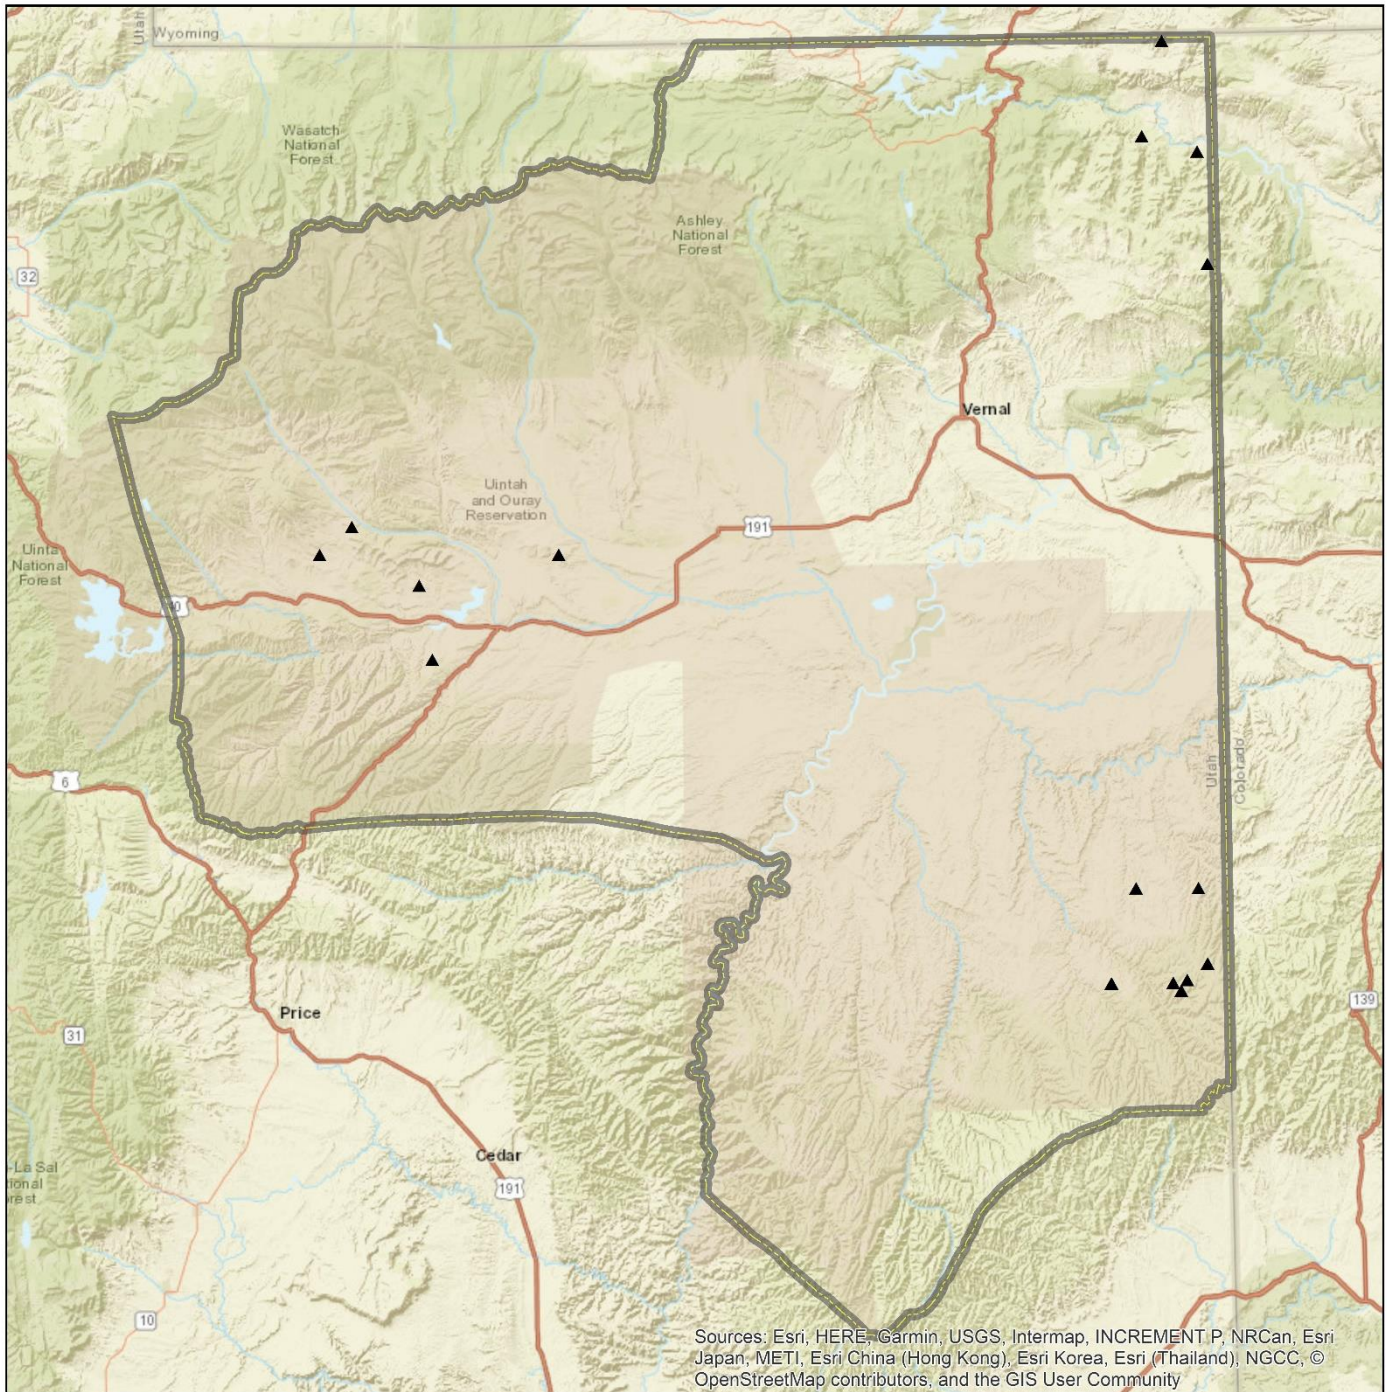 Utah
Wyoming
Wasatch
National
Forest
Ashley
National
Forest
32
Vernal
Uintah
and Ouray
Reservation
191
Uinta
National
Forest
6
Utah
Colorado
139
Price
31
Cedar
191
-La Sal
10
Sources: Esri, HERE, Garmin, USGS, Intermap, INCREMENT P, NRCan, Esri
Japan, METI, Esri China (Hong Kong), Esri Korea, Esri (Thailand), NGCC, ©
OpenStreetMap contributors, and the GIS User Community